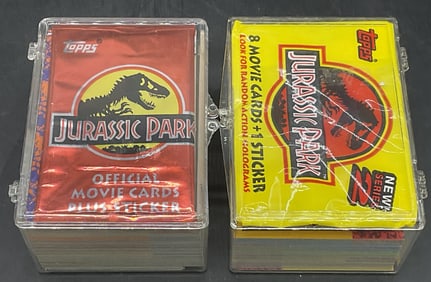 Topps
JURASSIC PARK
OFFICIAL
MOVIE CARDS
PLUS STICKER
Topps
JURASSIC PARK
8 MOVIE CARDS + 1 STICKER
LOOK FOR RANDOM ACTION HOLOGRAMS
NEW!
SERIES
2